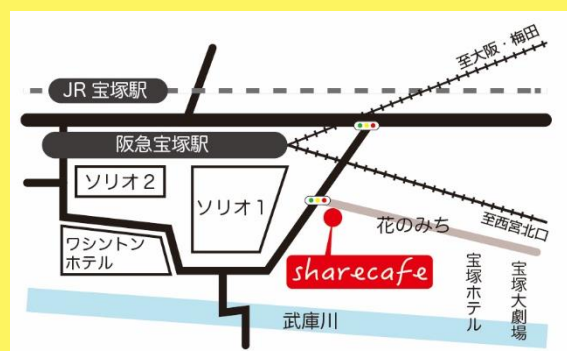 至大阪・梅田
JR 宝塚駅
阪急宝塚駅
ソリオ2
ソリオ1
花のみち
至西宮北口
ワシントン
ホテル
sharecafe
宝塚ホテル
宝塚大劇場
武庫川